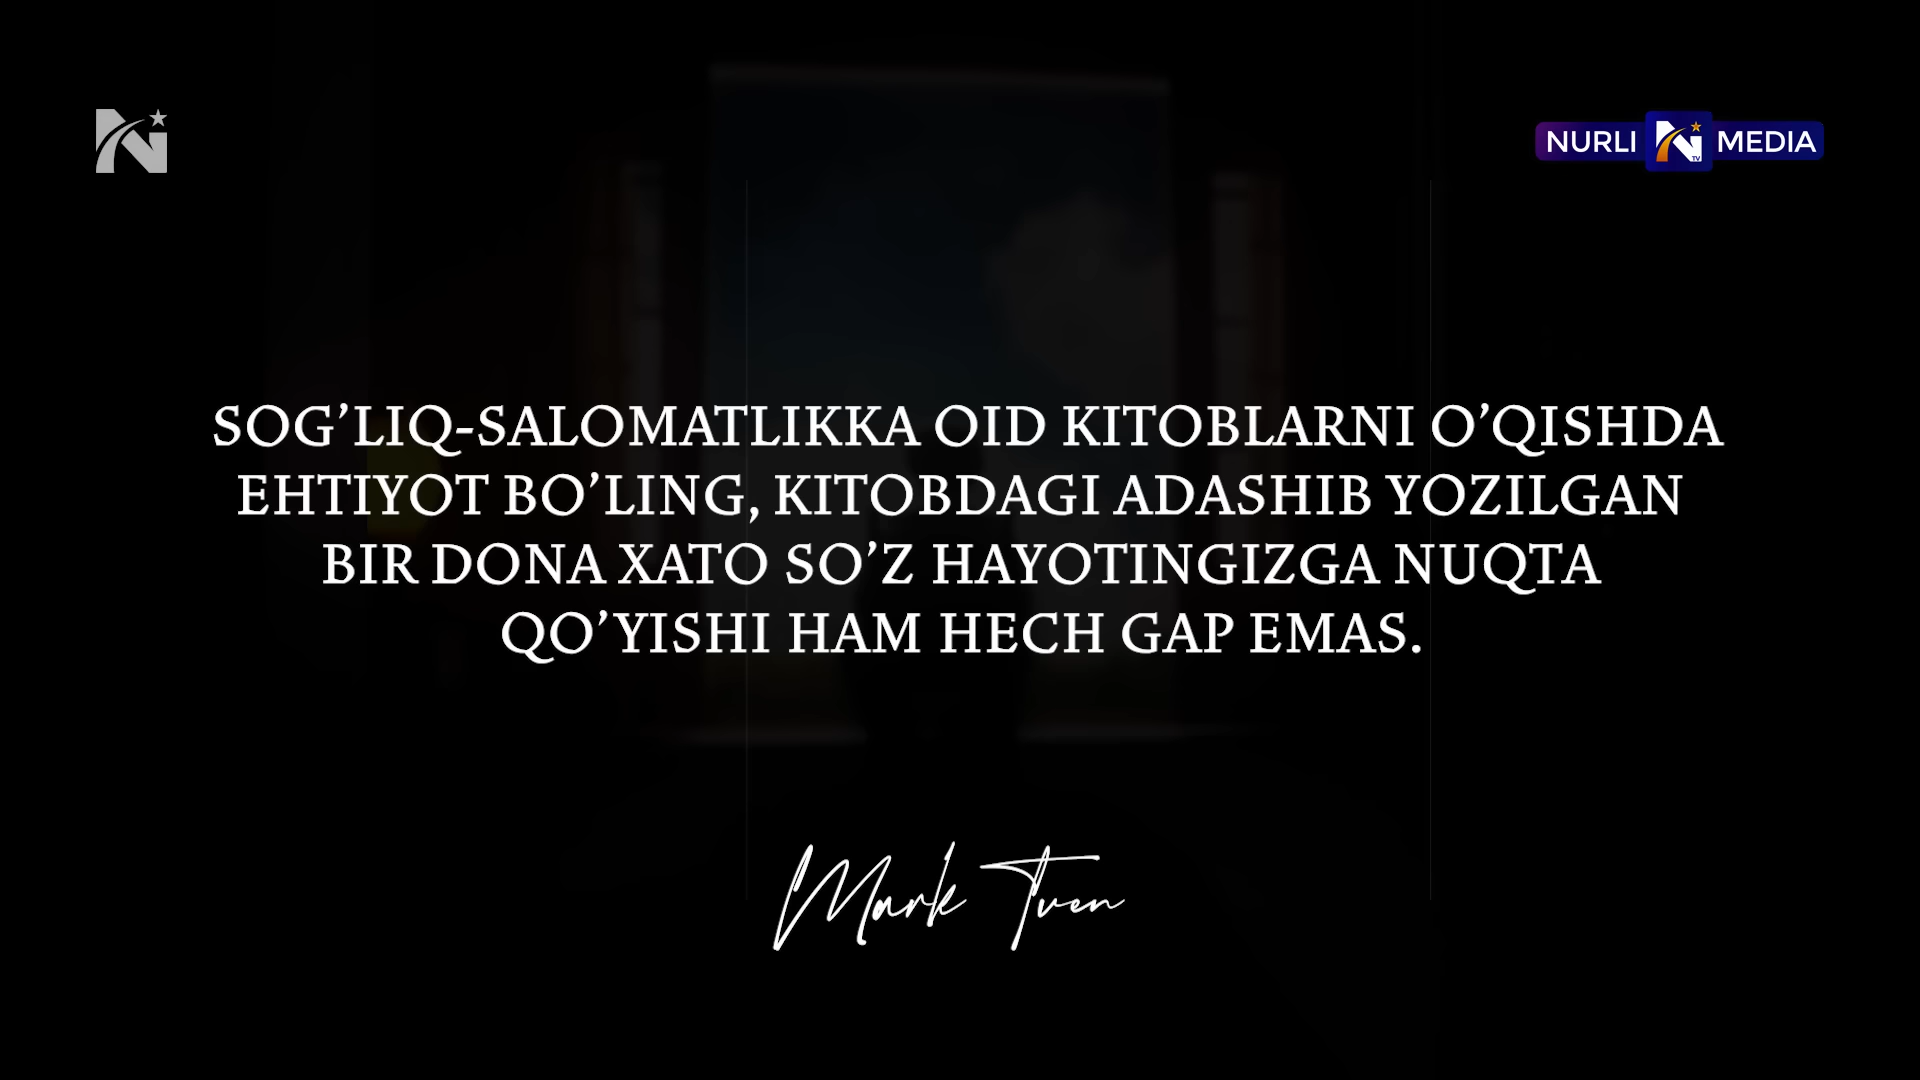 NURLI N TV MEDIA
SOG’LIQ-SALOMATLIKKA OID KITOBLARNI O’QISHDA
EHTIYOT BO’LING, KITOBDAGI ADASHIB YOZILGAN
BIR DONA XATO SO’Z HAYOTINGIZGA NUQTA
QO’YISHI HAM HECH GAP EMAS.
Mark Tven